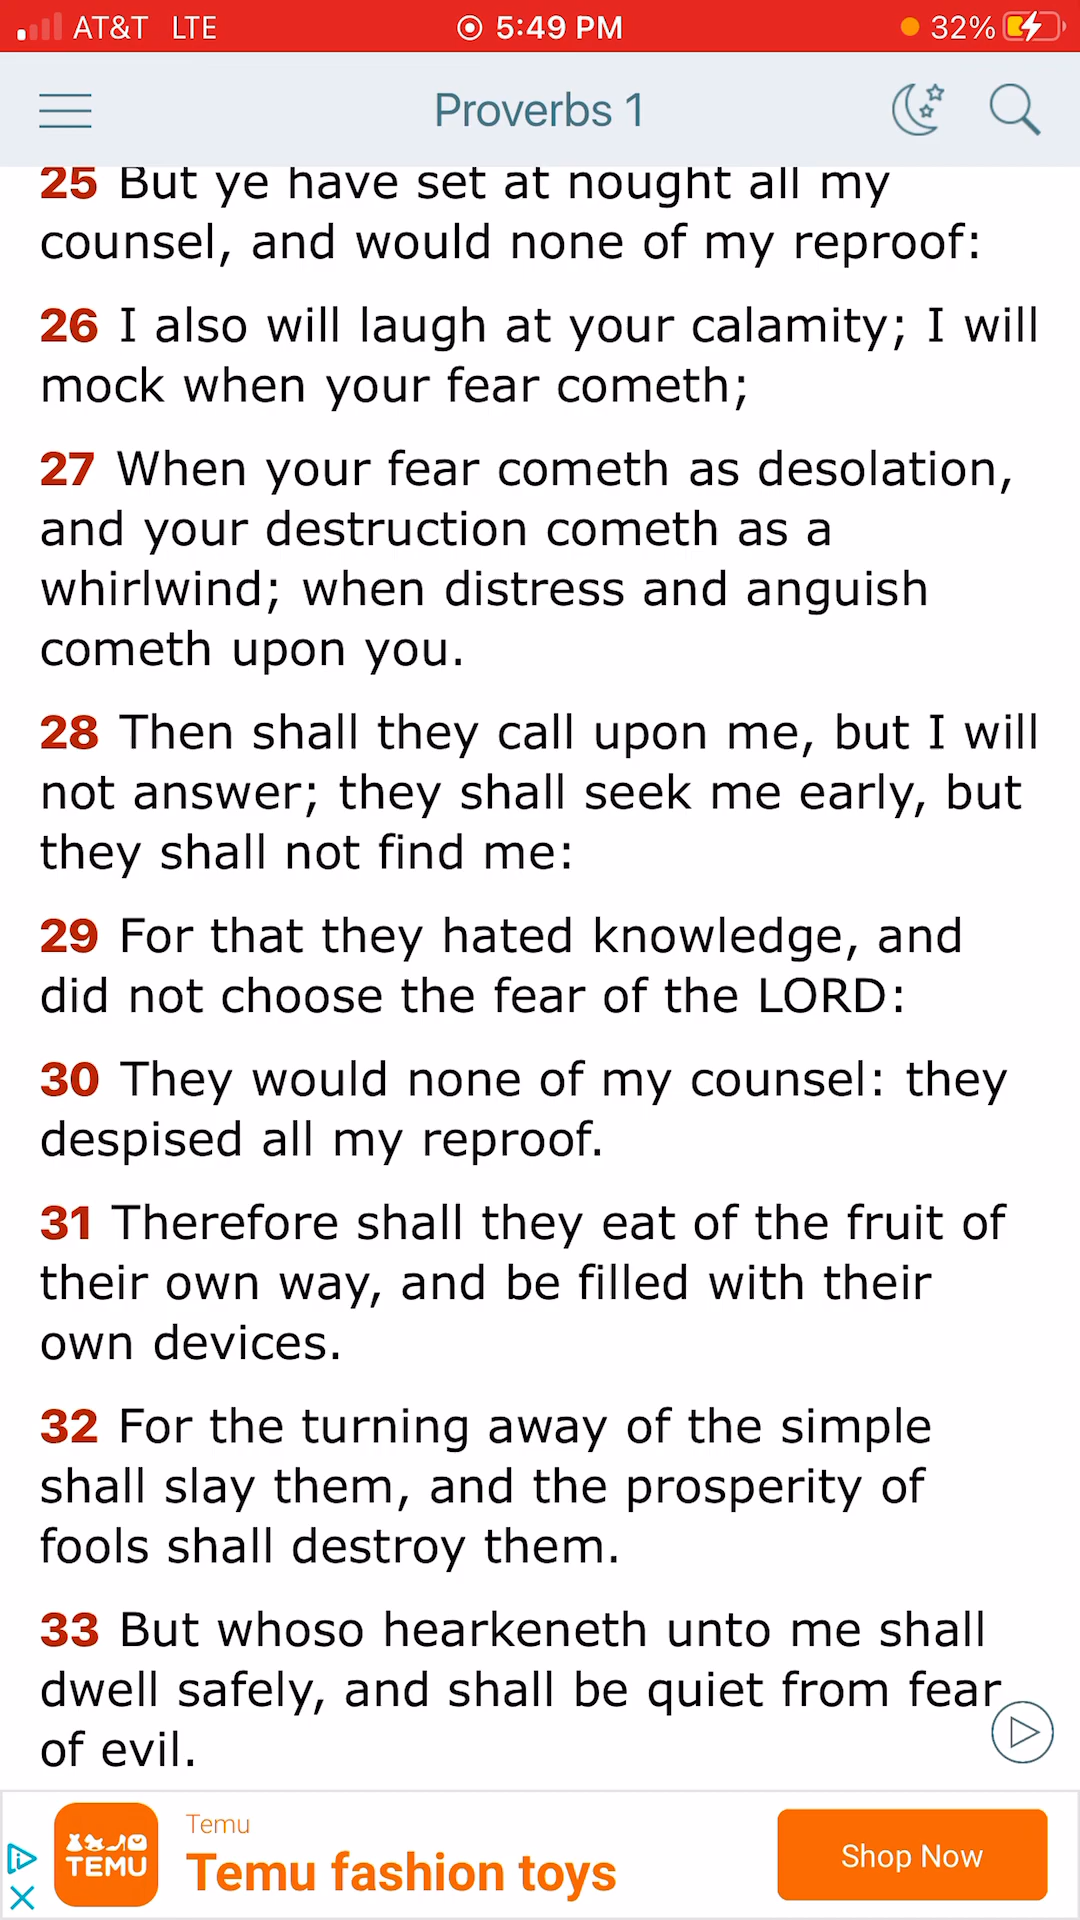 AT&T LTE 5:49 PM 32%
Proverbs 1
25 But ye have set at nought all my
counsel, and would none of my reproof:
26 I also will laugh at your calamity; I will
mock when your fear cometh;
27 When your fear cometh as desolation,
and your destruction cometh as a
whirlwind; when distress and anguish
cometh upon you.
28 Then shall they call upon me, but I will
not answer; they shall seek me early, but
they shall not find me:
29 For that they hated knowledge, and
did not choose the fear of the LORD:
30 They would none of my counsel: they
despised all my reproof.
31 Therefore shall they eat of the fruit of
their own way, and be filled with their
own devices.
32 For the turning away of the simple
shall slay them, and the prosperity of
fools shall destroy them.
33 But whoso hearkeneth unto me shall
dwell safely, and shall be quiet from fear
of evil.
Temu
TEMU
Temu fashion toys
Shop Now